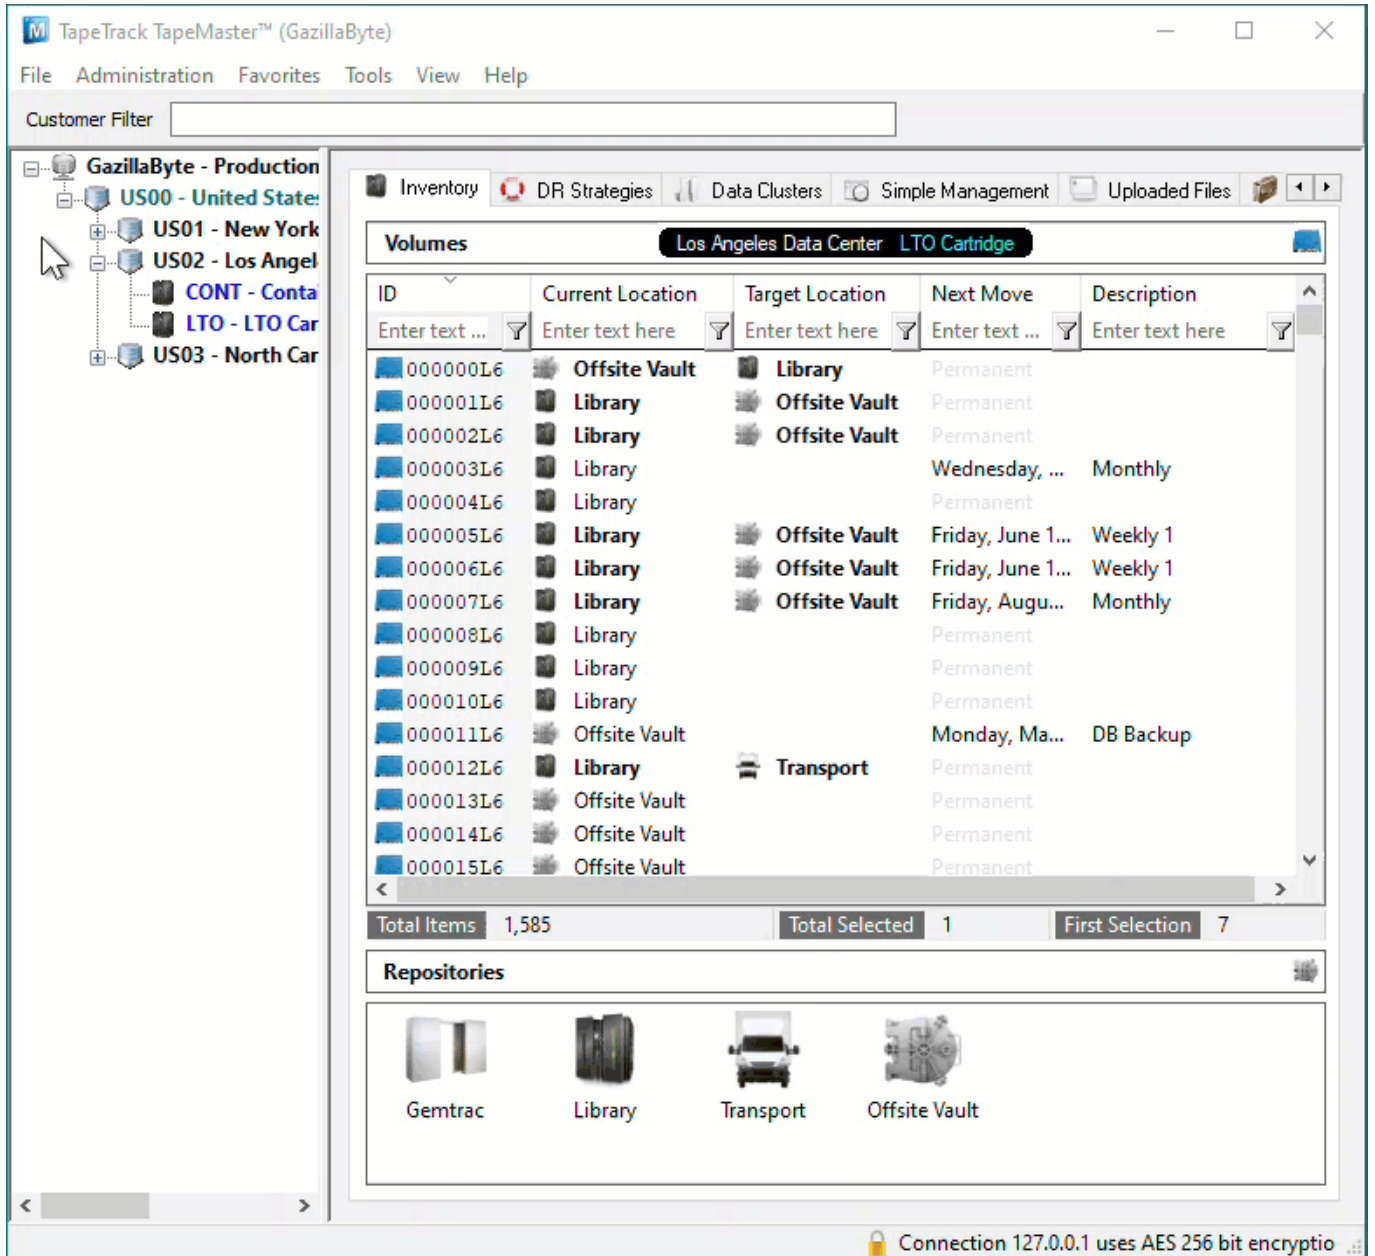 TapeTrack TapeMaster™ (GazillaByte)
File Administration Favorites Tools View Help
Customer Filter
GazillaByte - Production
US00 - United State
US01 - New York
US02 - Los Angel
CONT - Conta
LTO - LTO Car
US03 - North Car
Inventory DR Strategies Data Clusters Simple Management Uploaded Files
Volumes Los Angeles Data Center LTO Cartridge
ID Current Location Target Location Next Move Description
Enter text ... Enter text here Enter text here Enter text ... Enter text here
000000L6 Offsite Vault Library Permanent
000001L6 Library Offsite Vault Permanent
000002L6 Library Offsite Vault Permanent
000003L6 Library Wednesday, ... Monthly
000004L6 Library Permanent
000005L6 Library Offsite Vault Friday, June 1... Weekly 1
000006L6 Library Offsite Vault Friday, June 1... Weekly 1
000007L6 Library Offsite Vault Friday, Augu... Monthly
000008L6 Library Permanent
000009L6 Library Permanent
000010L6 Library Permanent
000011L6 Offsite Vault Monday, Ma... DB Backup
000012L6 Library Transport Permanent
000013L6 Offsite Vault Permanent
000014L6 Offsite Vault Permanent
000015L6 Offsite Vault Permanent
Total Items 1,585 Total Selected 1 First Selection 7
Repositories
Gemtrac Library Transport Offsite Vault
Connection 127.0.0.1 uses AES 256 bit encryptio